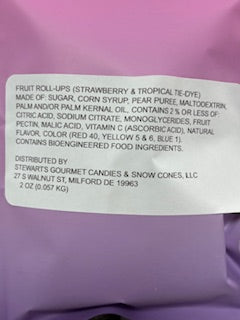 FRUIT ROLL-UPS (STRAWBERRY & TROPICAL TIE-DYE)
MADE OF: SUGAR, CORN SYRUP, PEAR PUREE, MALTODEXTRIN,
PALM AND/OR PALM KERNAL OIL, CONTAINS 2 % OR LESS OF:
CITRIC ACID, SODIUM CITRATE, MONOGLYCERIDES, FRUIT
PECTIN, MALIC ACID, VITAMIN C (ASCORBIC ACID), NATURAL
FLAVOR, COLOR (RED 40, YELLOW 5 & 6, BLUE 1).
CONTAINS BIOENGINEERED FOOD INGREDIENTS.
DISTRIBUTED BY
STEWART'S GOURMET CANDIES & SNOW CONES, LLC
27 S WALNUT ST, MILFORD DE 19963
2 OZ (0.057 KG)